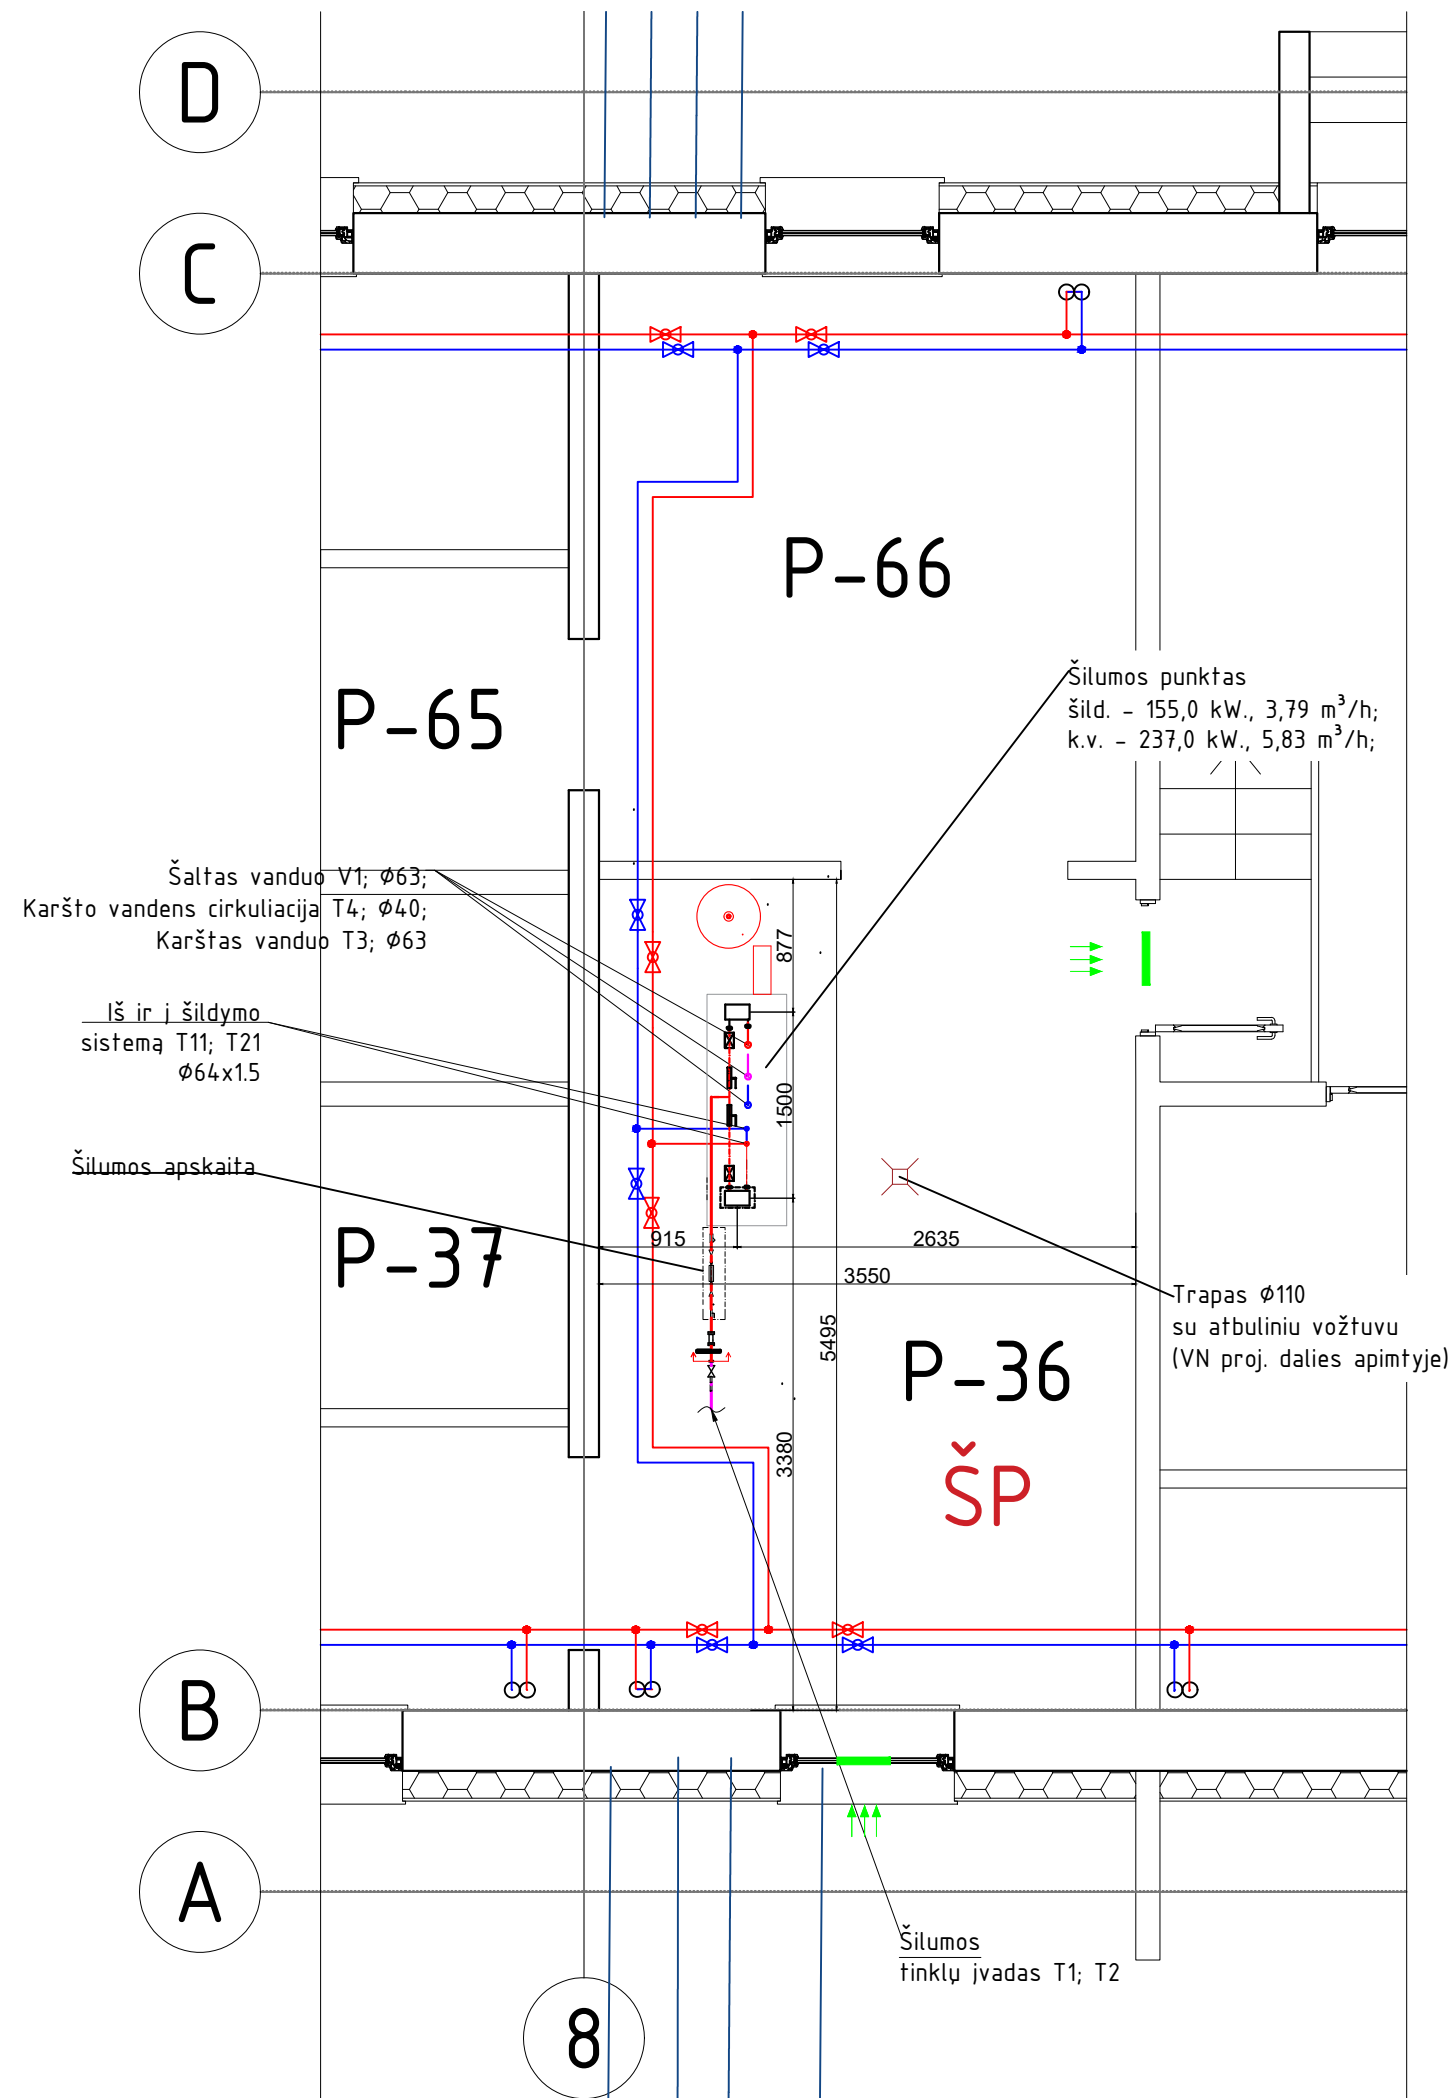 D
C
P-66
P-65
Šilumos punktas
šild. - 155,0 kW., 3,79 m³/h;
k.v. - 237,0 kW., 5,83 m³/h;
Šaltas vanduo V1; Ø63;
Karšto vandens cirkuliacija T4; Ø40;
Karštas vanduo T3; Ø63
877
Iš ir į šildymo
sistemą T11; T21
Ø64x1.5
1500
Šilumos apskaita
P-37
915
2635
3550
Trapas Ø110
su atbuliniu vožtuvu
(VN proj. dalies apimtyje)
5495
P-36
3380
ŠP
B
A
Šilumos
tinklų įvadas T1; T2
8